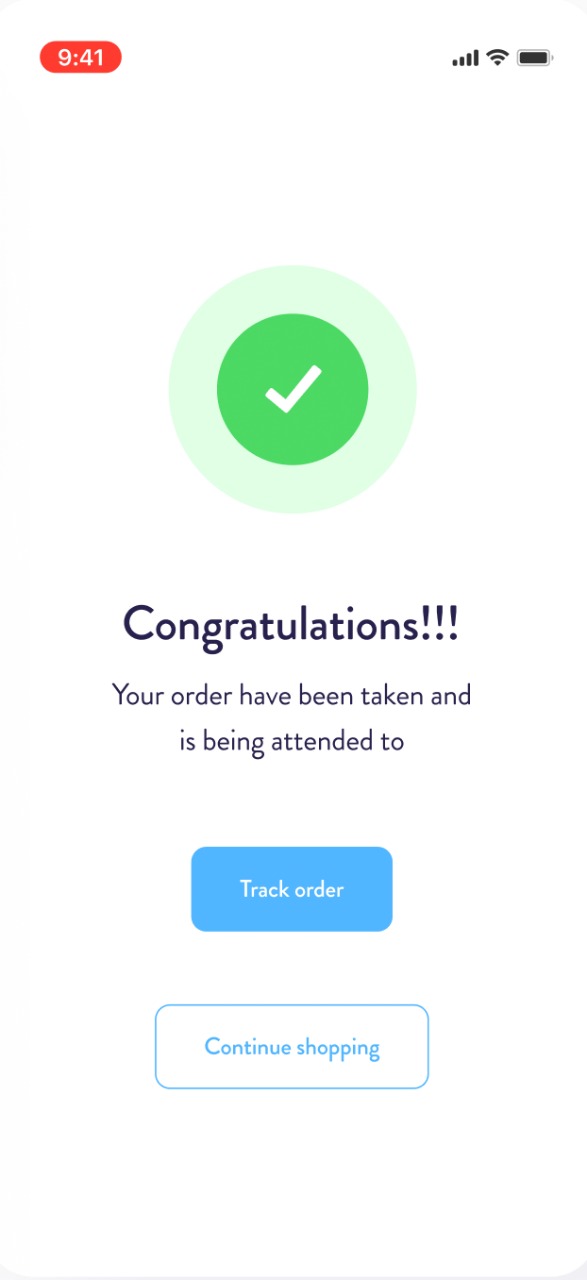 9:41
Congratulations!!!
Your order have been taken and
is being attended to
Track order
Continue shopping